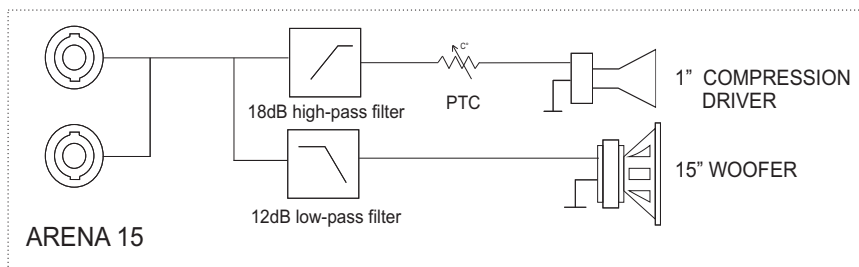 C°
18dB high-pass filter
PTC
1” COMPRESSION
DRIVER
15” WOOFER
12dB low-pass filter
ARENA 15